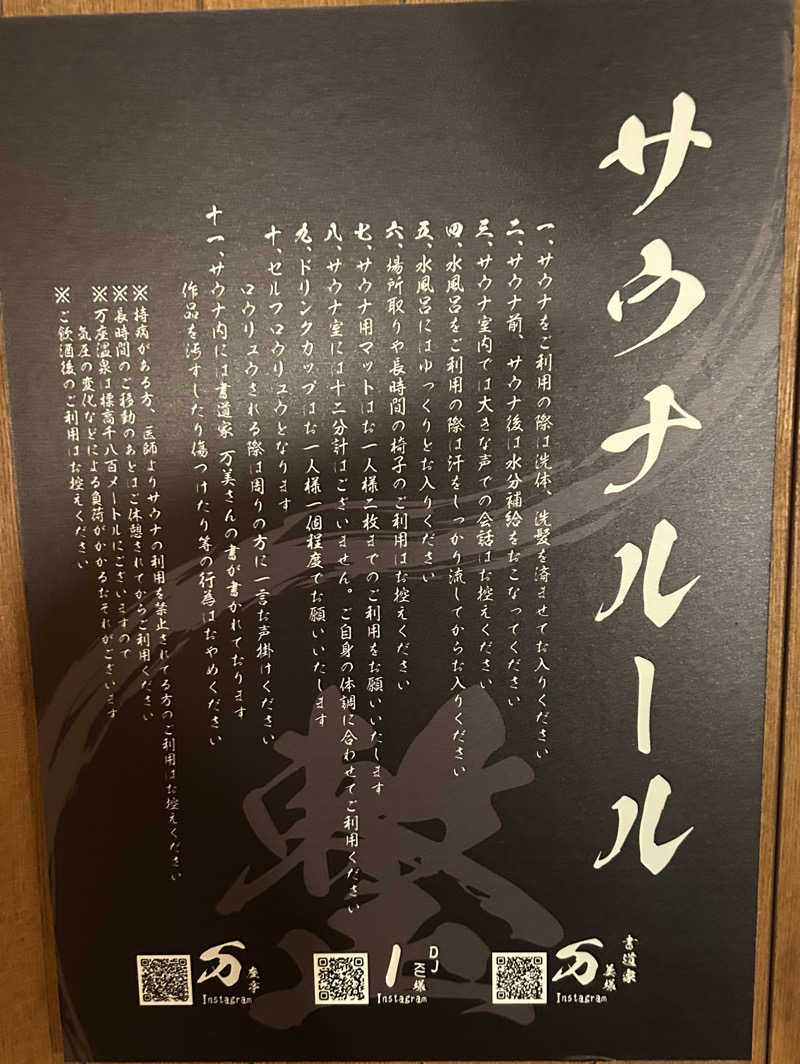 サウナルール
一、サウナをご利用の際は洗体、洗髪を済ませてお入りください
二、サウナ前、サウナ後は水分補給をおこなってください
三、サウナ室内では大きな声での会話はお控えください
四、水風呂をご利用の際は汗をしっかり流してからお入りください
五、水風呂にはゆっくりとお入りください
六、場所取りや長時間の椅子のご利用はお控えください
七、サウナ用マットはお一人様二枚までのご利用をお願いいたします
八、サウナ室には十二分計はございません。ご自身の体調に合わせてご利用ください
九、ドリンクカップはお一人様一個程度でお願いいたします
十、セルフロウリュウとなります
ロウリュウされる際は周りの方に一言お声掛けください
十一、サウナ内には書道家 万美さんの書が書かれております
作品を汚すしたり傷つけたり等の行為はおやめください
※持病がある方、医師よりサウナの利用を禁止されてる方のご利用はお控えください
※長時間のご移動のあとはご休憩されてからご利用ください
※万座温泉は標高千八百メートルにございますので
気圧の変化などによる負荷がかかるおそれがございます
※ご飲酒後のご利用はお控えください
整
書道家
万美様
Instagram
DJ
様
Instagram
万座亭
Instagram